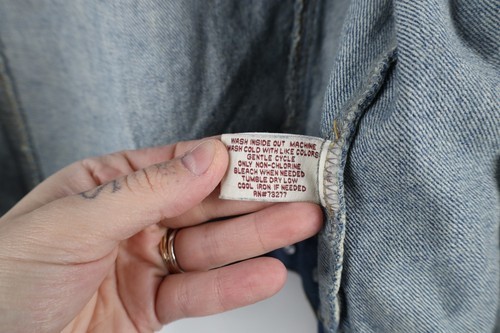 WASH INSIDE OUT MACHINE
WASH COLD WITH LIKE COLORS
GENTLE CYCLE
ONLY NON-CHLORINE
BLEACH WHEN NEEDED
TUMBLE DRY LOW
COOL IRON IF NEEDED
RN#73277